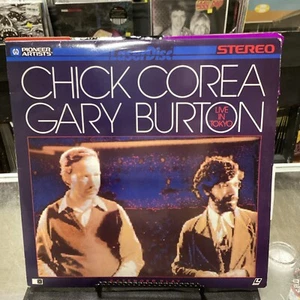 PIONEER
ARTISTS
LaserDisc
STEREO
CHICK COREA
GARY BURTON
LIVE
IN
TOKYO